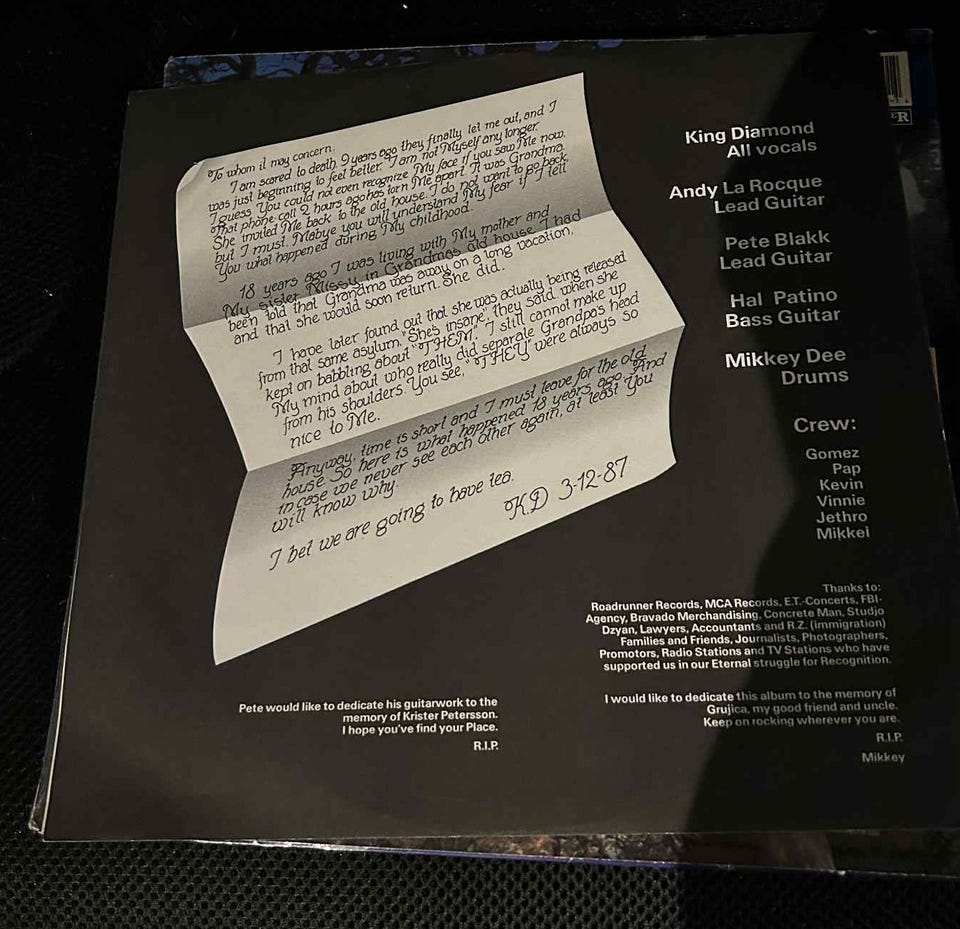 To whom it may concern.
I am scared to death. 9 years ago they finally let me out, and I
was just beginning to feel better. I am not Myself any longer.
I guess You could not even recognize My face if you saw Me now.
That phone call 2 hours ago has torn Me apart. It was Grandma.
She invited Me back to the old house. I do not want to go back,
but I must. Mabye you will understand My fear if I tell
You what happened during My childhood.
18 years ago I was living with My mother and
My sister Missy in Grandmas old house. I had
been told that Grandma was away on a long vacation,
and that she would soon return. She did.
I have later found out that she was actually being released
from that same asylum. "She's insane" they said when she
kept on babbling about "THEM". I still cannot make up
My mind about who really did separate Grandpa's head
from his shoulders. You see, "THEY" were always so
nice to Me.
Anyway, time is short and I must leave for the old
house. So here is what happened 18 years ago. And
in case we never see each other again, at least You
will know why.
I bet we are going to have tea.
KD 3-12-87
King Diamond
All vocals
Andy La Rocque
Lead Guitar
Pete Blakk
Lead Guitar
Hal Patino
Bass Guitar
Mikkey Dee
Drums
Crew:
Gomez
Pap
Kevin
Vinnie
Jethro
Mikkel
Thanks to:
Roadrunner Records, MCA Records, E.T.-Concerts, FBI-
Agency, Bravado Merchandising, Concrete Man, Studjo
Dzyan, Lawyers, Accountants and R.Z. (immigration)
Families and Friends, Journalists, Photographers,
Promotors, Radio Stations and TV Stations who have
supported us in our Eternal struggle for Recognition.
Pete would like to dedicate his guitarwork to the
memory of Krister Petersson.
I hope you've find your Place.
R.I.P.
I would like to dedicate this album to the memory of
Grujica, my good friend and uncle.
Keep on rocking wherever you are.
R.I.P.
Mikkey